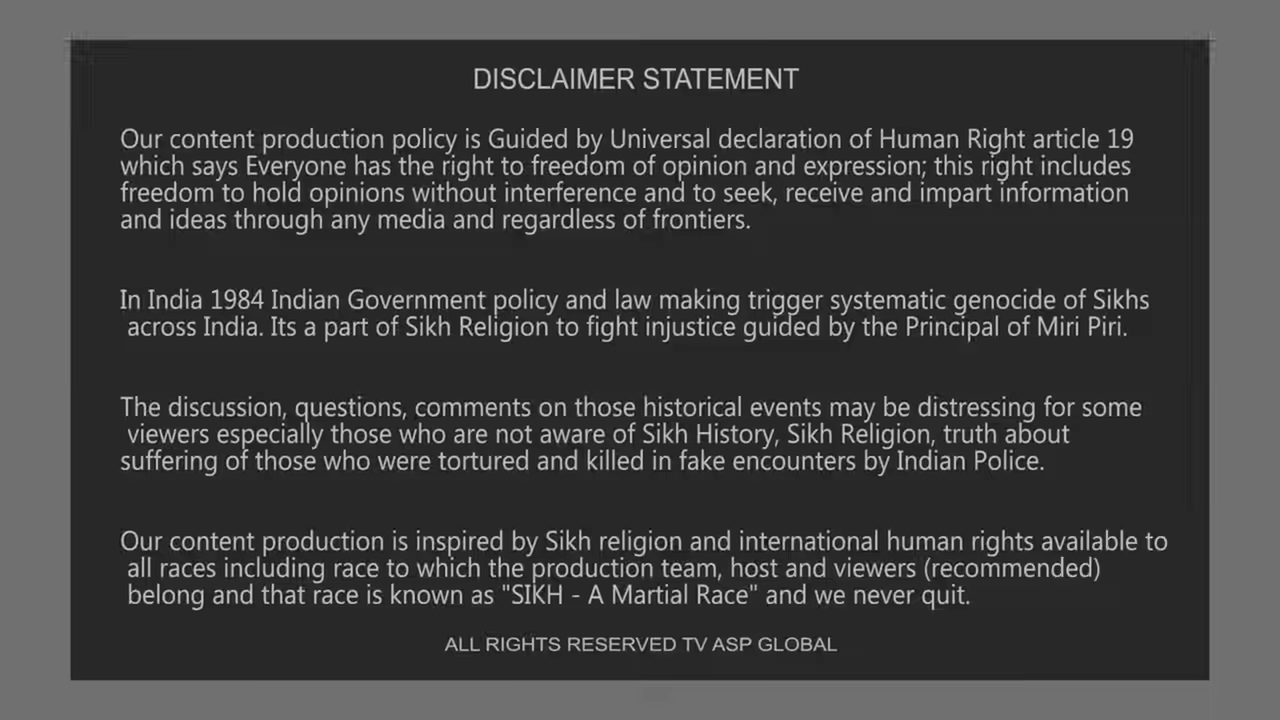 DISCLAIMER STATEMENT
Our content production policy is Guided by Universal declaration of Human Right article 19
which says Everyone has the right to freedom of opinion and expression; this right includes
freedom to hold opinions without interference and to seek, receive and impart information
and ideas through any media and regardless of frontiers.
In India 1984 Indian Government policy and law making trigger systematic genocide of Sikhs
across India. Its a part of Sikh Religion to fight injustice guided by the Principal of Miri Piri.
The discussion, questions, comments on those historical events may be distressing for some
viewers especially those who are not aware of Sikh History, Sikh Religion, truth about
suffering of those who were tortured and killed in fake encounters by Indian Police.
Our content production is inspired by Sikh religion and international human rights available to
all races including race to which the production team, host and viewers (recommended)
belong and that race is known as "SIKH - A Martial Race" and we never quit.
ALL RIGHTS RESERVED TV ASP GLOBAL